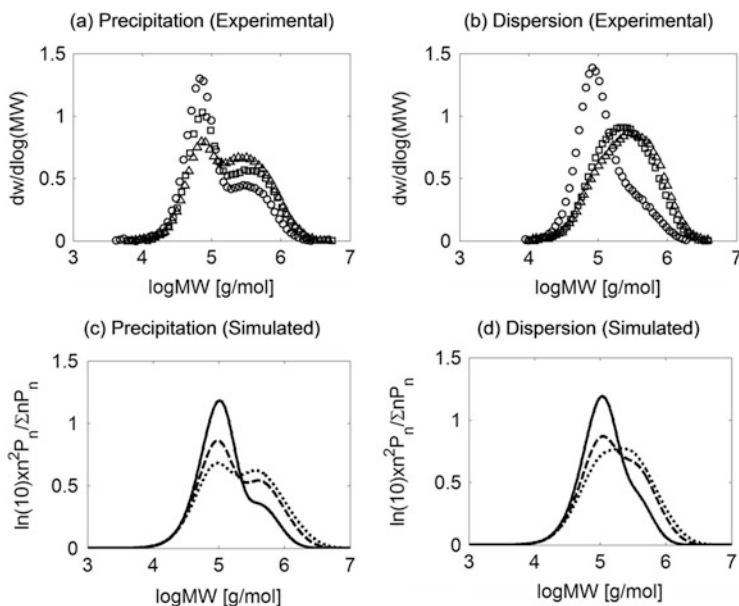 (a) Precipitation (Experimental)
1.5
1
0.5
0
dw/dlog(MW)
3 4 5 6 7
logMW [g/mol]
(b) Dispersion (Experimental)
1.5
1
0.5
0
dw/dlog(MW)
3 4 5 6 7
logMW [g/mol]
(c) Precipitation (Simulated)
1.5
1
0.5
0
ln(10)xn²Pₙ/ΣnPₙ
3 4 5 6 7
logMW [g/mol]
(d) Dispersion (Simulated)
1.5
1
0.5
0
ln(10)xn²Pₙ/ΣnPₙ
3 4 5 6 7
logMW [g/mol]